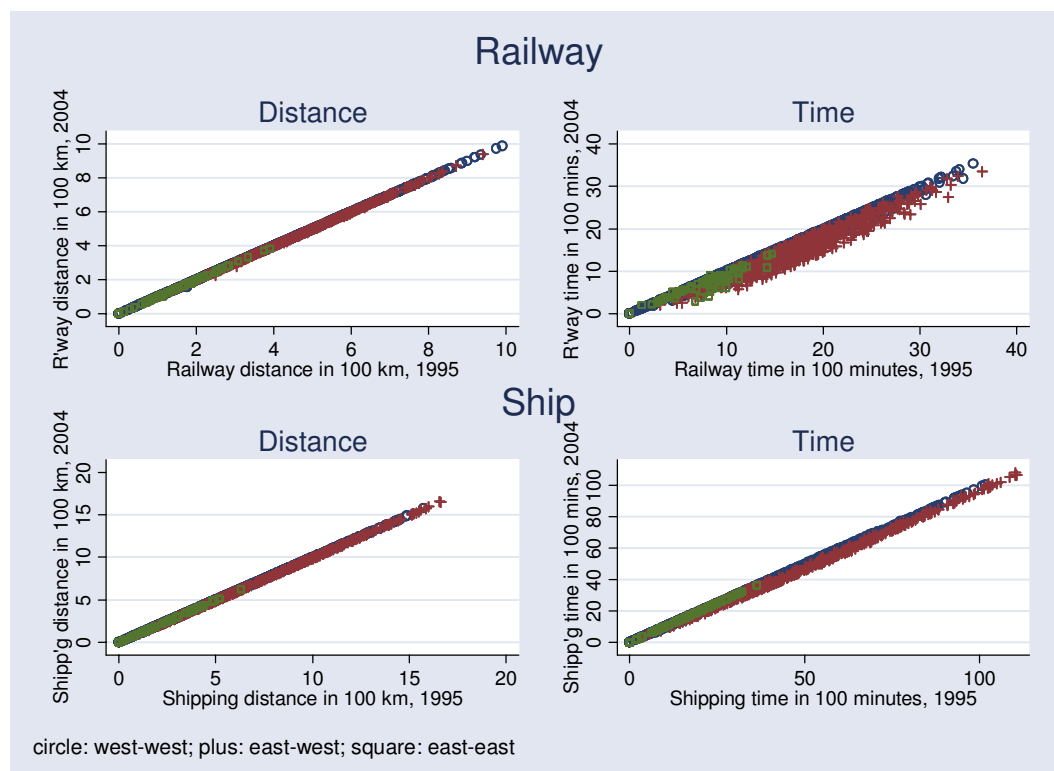 Railway
Distance
R'way distance in 100 km, 2004
0 2 4 6 8 10
0 2 4 6 8 10
Railway distance in 100 km, 1995
Time
R'way time in 100 mins, 2004
0 10 20 30 40
0 10 20 30 40
Railway time in 100 minutes, 1995
Ship
Distance
Shipp'g distance in 100 km, 2004
0 5 10 15 20
0 5 10 15 20
Shipping distance in 100 km, 1995
Time
Shipp'g time in 100 mins, 2004
0 20 40 60 80 100
0 50 100
Shipping time in 100 minutes, 1995
circle: west-west; plus: east-west; square: east-east